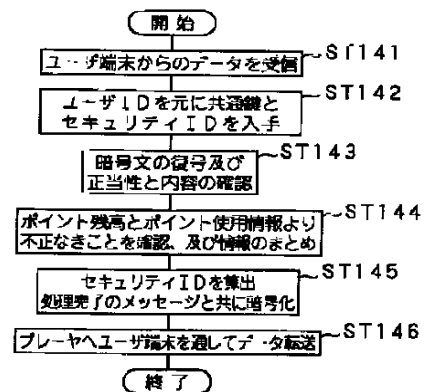 開始
ユーザ端末からのデータを受信
ST141
ユーザIDを元に共通鍵と
セキュリティIDを入手
ST142
暗号文の復号及び
正当性と内容の確認
ST143
ポイント残高とポイント使用情報より
不正なきことを確認、及び情報のまとめ
ST144
セキュリティIDを算出
処理完了のメッセージと共に暗号化
ST145
プレーヤへユーザ端末を通してデータ転送
ST146
終了